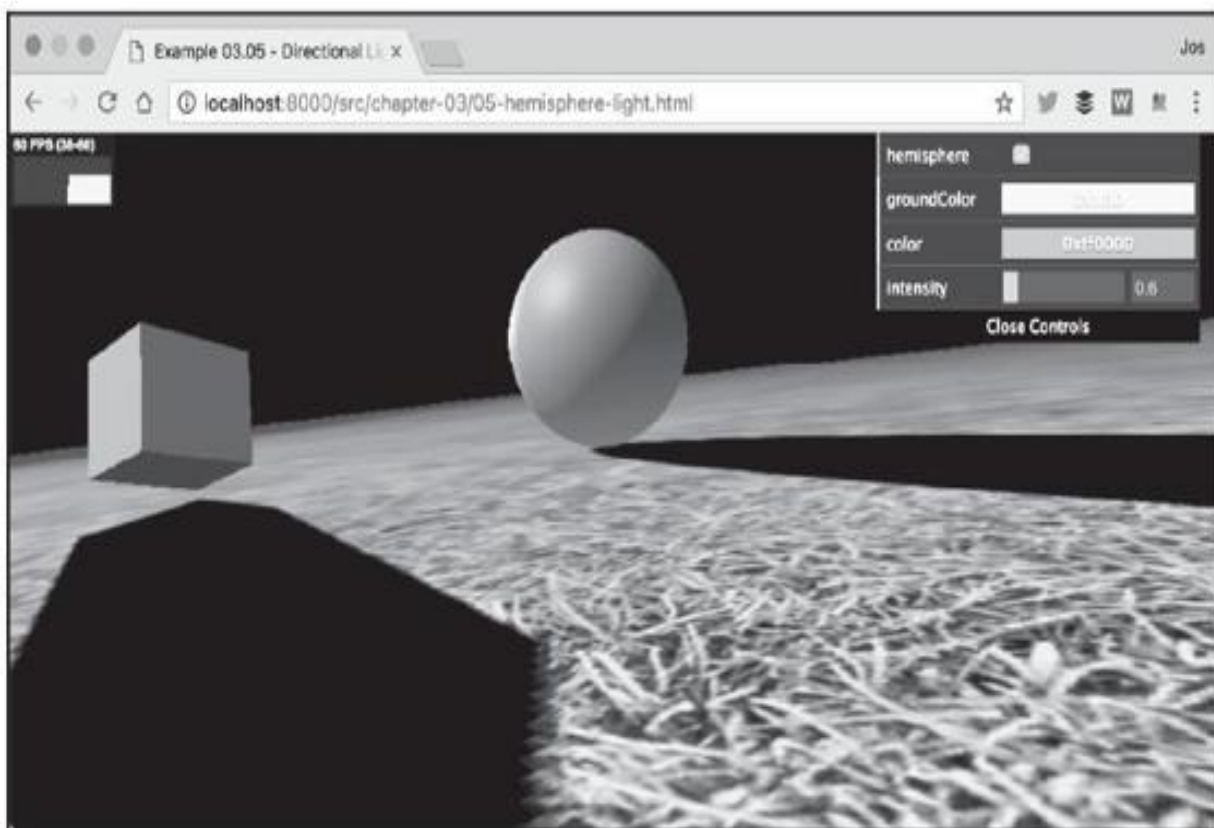 Example 03.05 - Directional Li
Jos
localhost:8000/src/chapter-03/05-hemisphere-light.html
W
60 FPS (36-60)
hemisphere
groundColor
color 0xff0000
intensity 0.6
Close Controls